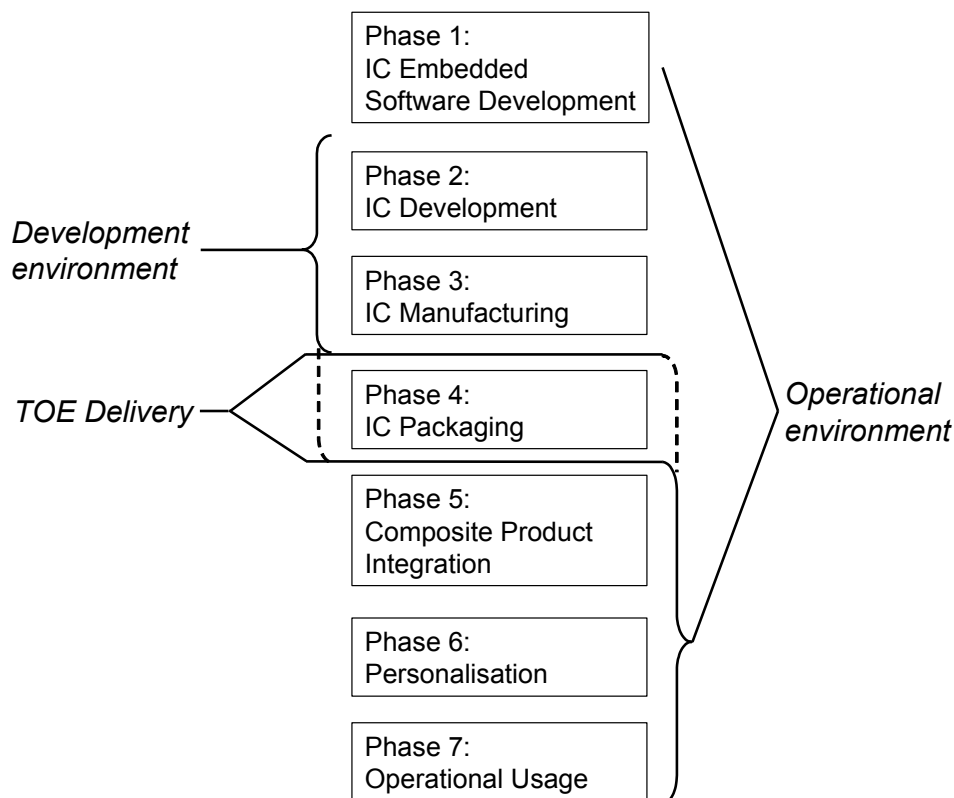 Phase 1:
IC Embedded
Software Development
Phase 2:
IC Development
Development
environment
Phase 3:
IC Manufacturing
TOE Delivery
Phase 4:
IC Packaging
Operational
environment
Phase 5:
Composite Product
Integration
Phase 6:
Personalisation
Phase 7:
Operational Usage